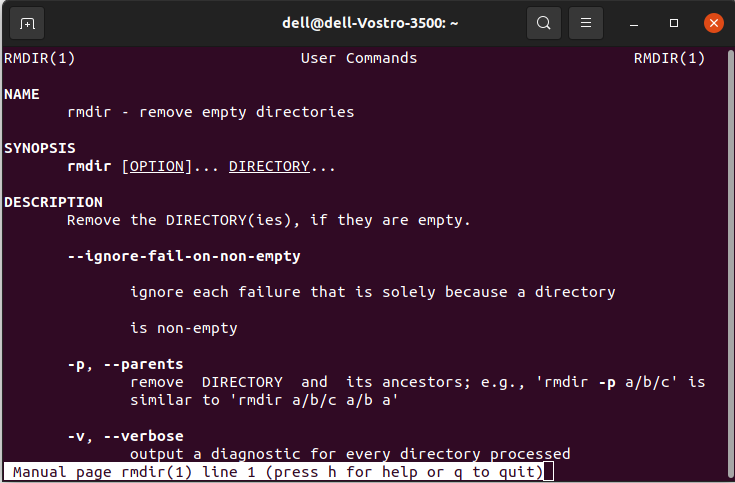 dell@dell-Vostro-3500: ~
RMDIR(1) User Commands RMDIR(1)
NAME
rmdir - remove empty directories
SYNOPSIS
rmdir [OPTION]... DIRECTORY...
DESCRIPTION
Remove the DIRECTORY(ies), if they are empty.
--ignore-fail-on-non-empty
ignore each failure that is solely because a directory
is non-empty
-p, --parents
remove DIRECTORY and its ancestors; e.g., 'rmdir -p a/b/c' is
similar to 'rmdir a/b/c a/b a'
-v, --verbose
output a diagnostic for every directory processed
Manual page rmdir(1) line 1 (press h for help or q to quit)